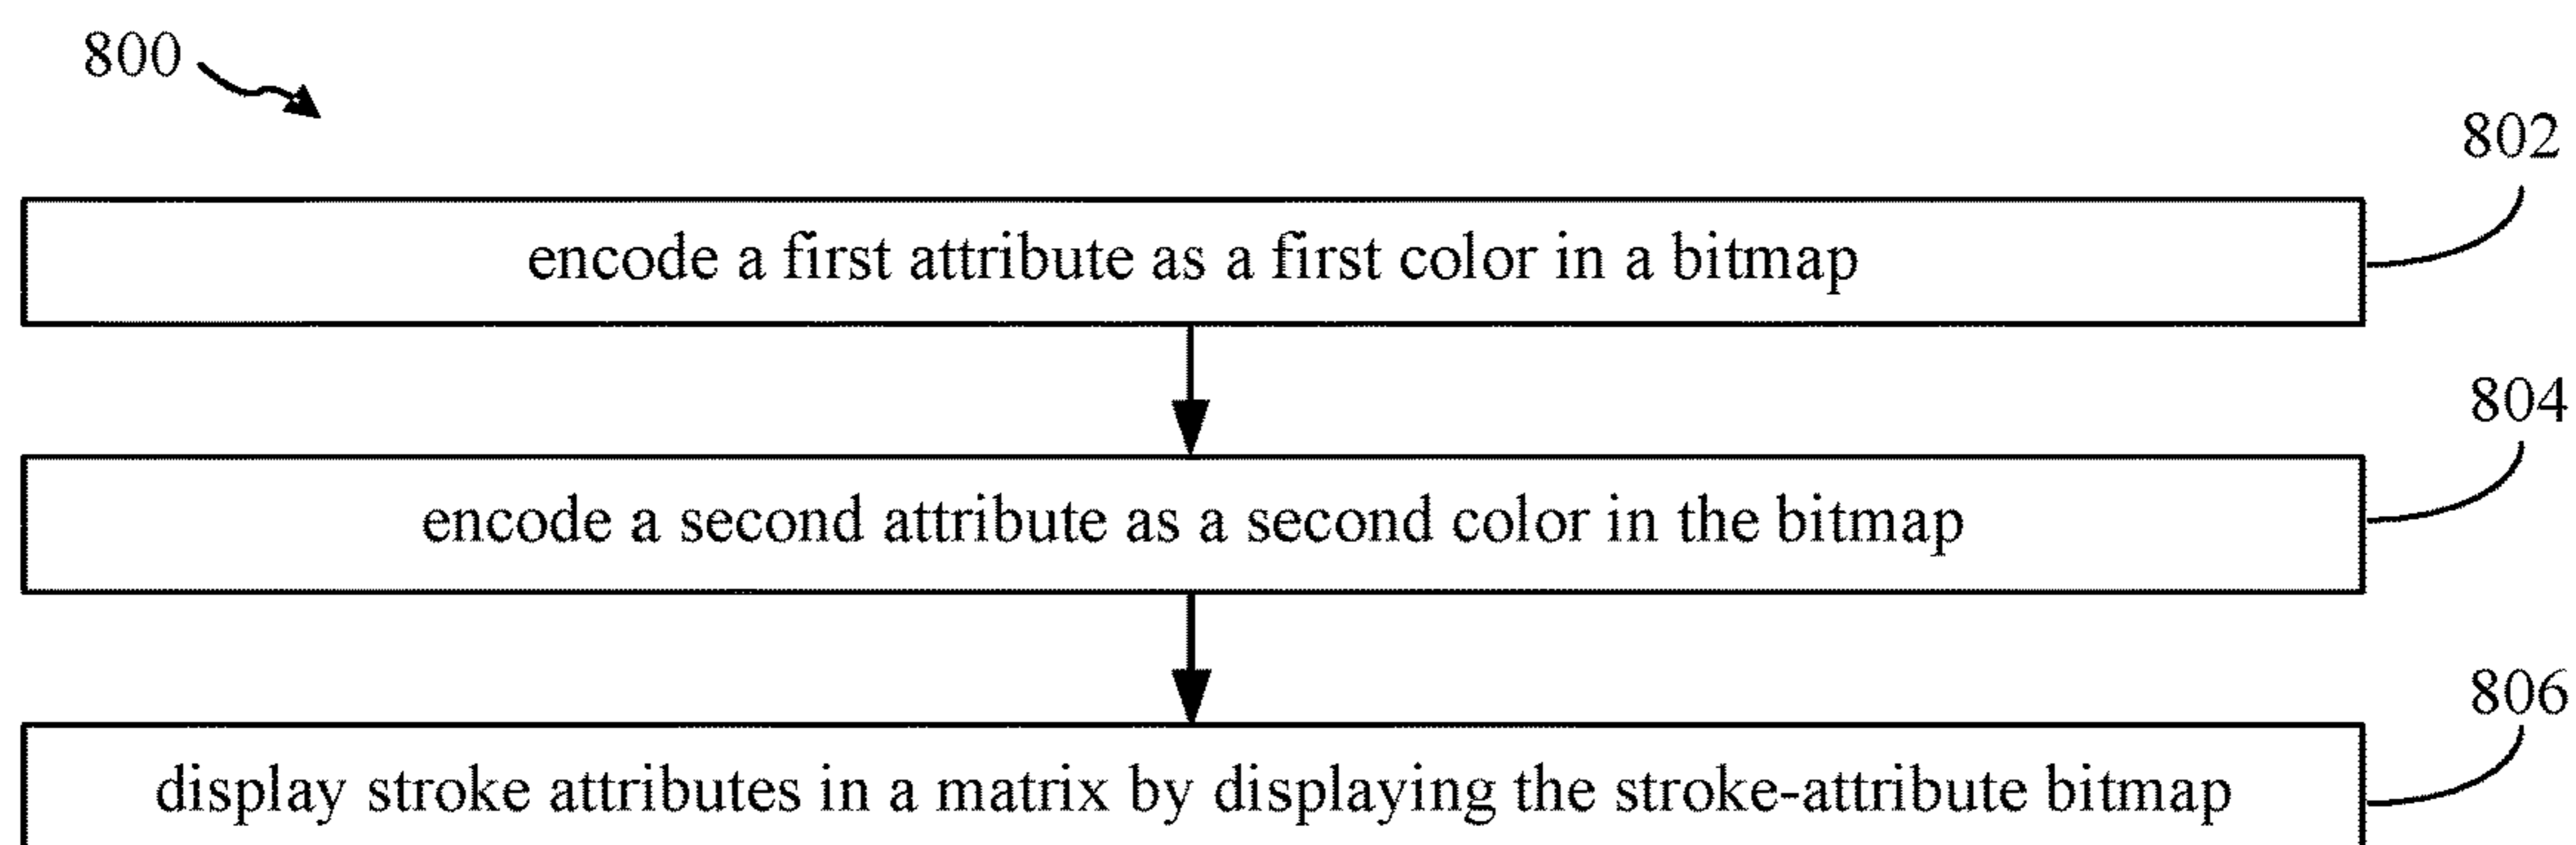 800
802
encode a first attribute as a first color in a bitmap
804
encode a second attribute as a second color in the bitmap
806
display stroke attributes in a matrix by displaying the stroke-attribute bitmap